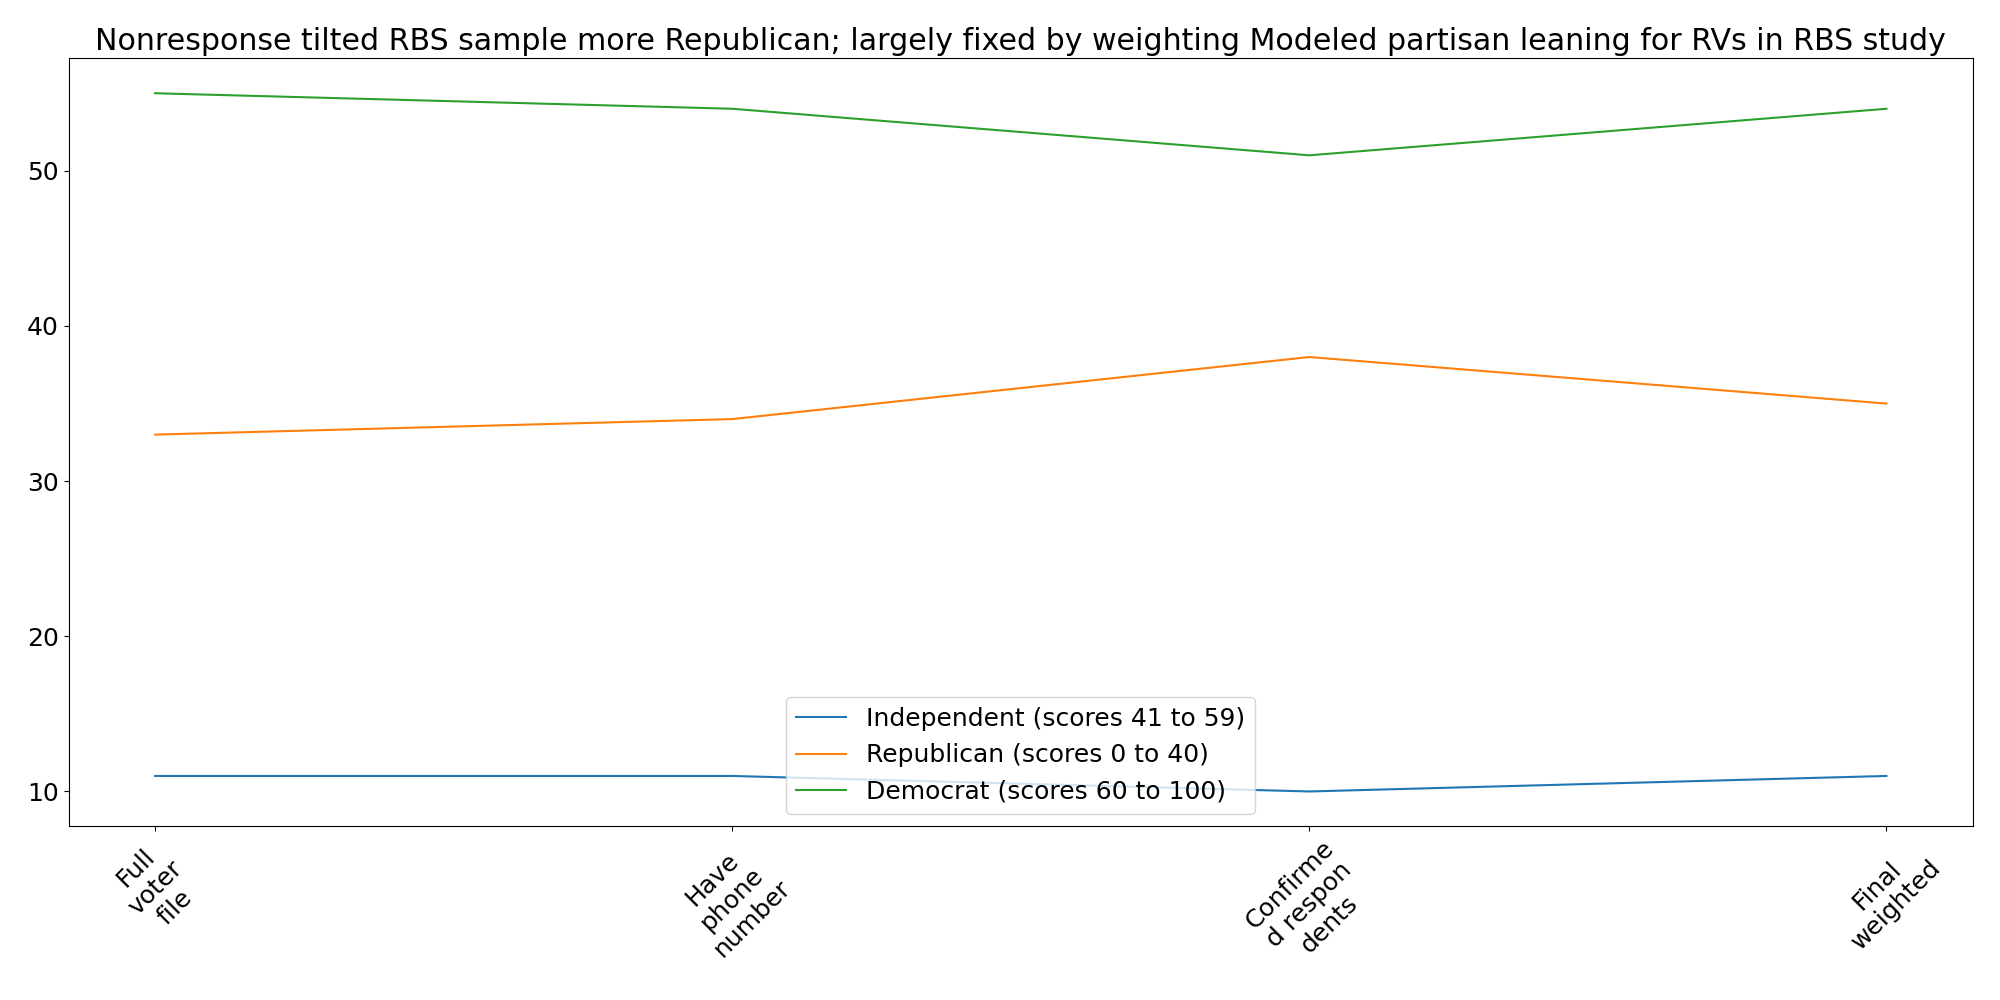 Nonresponse tilted RBS sample more Republican; largely fixed by weighting Modeled partisan leaning for RVs in RBS study
50
40
30
20
10
Independent (scores 41 to 59)
Republican (scores 0 to 40)
Democrat (scores 60 to 100)
Full
voter
file
Have
phone
number
Confirme
d respon
dents
Final
weighted